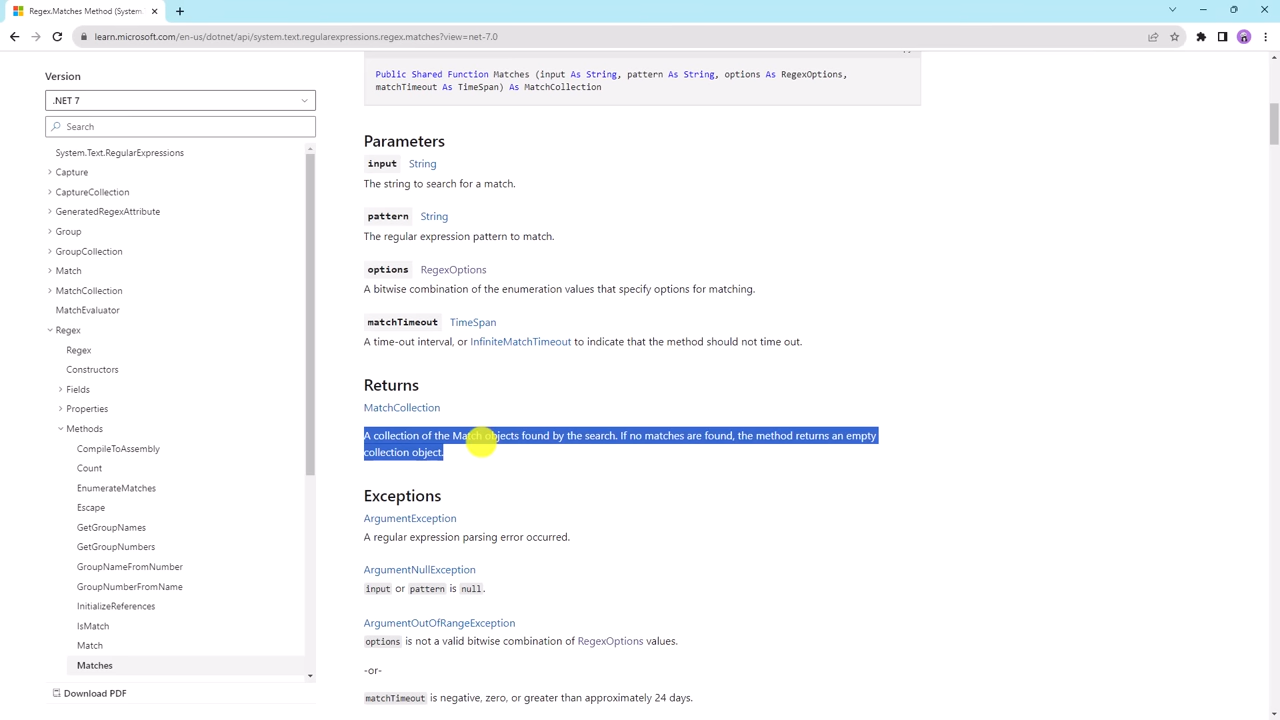 Regex.Matches Method (System.
learn.microsoft.com/en-us/dotnet/api/system.text.regularexpressions.regex.matches?view=net-7.0
Version
.NET 7
Search
System.Text.RegularExpressions
Capture
CaptureCollection
GeneratedRegexAttribute
Group
GroupCollection
Match
MatchCollection
MatchEvaluator
Regex
Regex
Constructors
Fields
Properties
Methods
CompileToAssembly
Count
EnumerateMatches
Escape
GetGroupNames
GetGroupNumbers
GroupNameFromNumber
GroupNumberFromName
InitializeReferences
IsMatch
Match
Matches
Download PDF
Public Shared Function Matches (input As String, pattern As String, options As RegexOptions,
matchTimeout As TimeSpan) As MatchCollection
Parameters
input String
The string to search for a match.
pattern String
The regular expression pattern to match.
options RegexOptions
A bitwise combination of the enumeration values that specify options for matching.
matchTimeout TimeSpan
A time-out interval, or InfiniteMatchTimeout to indicate that the method should not time out.
Returns
MatchCollection
A collection of the Match objects found by the search. If no matches are found, the method returns an empty
collection object.
Exceptions
ArgumentException
A regular expression parsing error occurred.
ArgumentNullException
input or pattern is null.
ArgumentOutOfRangeException
options is not a valid bitwise combination of RegexOptions values.
-or-
matchTimeout is negative, zero, or greater than approximately 24 days.